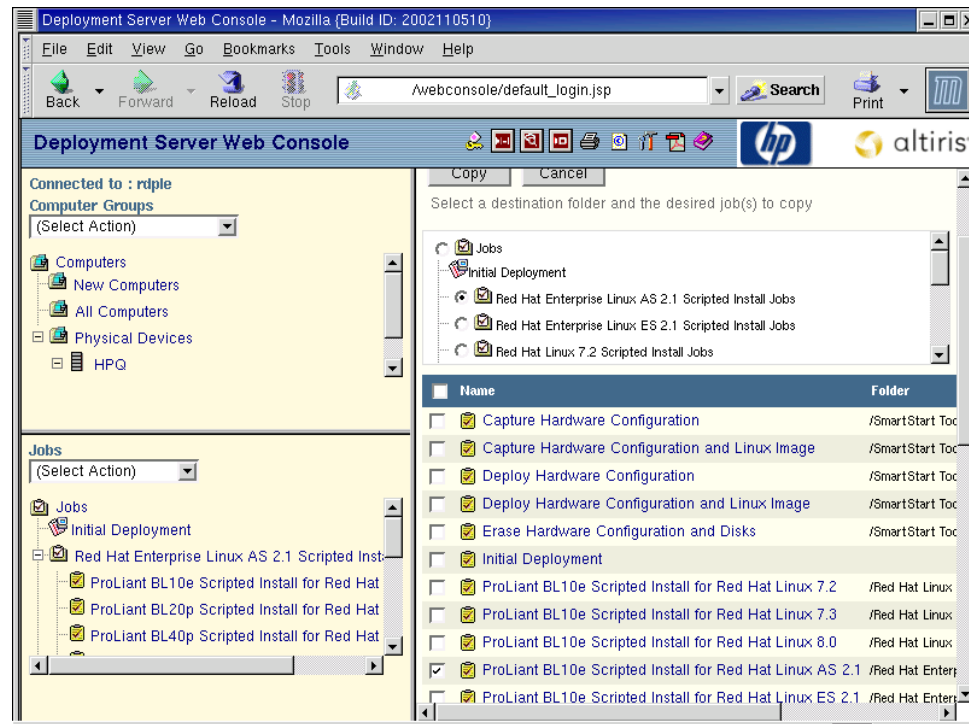 Deployment Server Web Console - Mozilla {Build ID: 2002110510}
File Edit View Go Bookmarks Tools Window Help
Back Forward Reload Stop /webconsole/default_login.jsp Search Print
Deployment Server Web Console
hp altiris
Connected to : rdple
Computer Groups
(Select Action)
Computers
New Computers
All Computers
Physical Devices
HPQ
Jobs
(Select Action)
Jobs
Initial Deployment
Red Hat Enterprise Linux AS 2.1 Scripted Inst
ProLiant BL10e Scripted Install for Red Hat
ProLiant BL20p Scripted Install for Red Hat
ProLiant BL40p Scripted Install for Red Hat
Copy Cancel
Select a destination folder and the desired job(s) to copy
Jobs
Initial Deployment
Red Hat Enterprise Linux AS 2.1 Scripted Install Jobs
Red Hat Enterprise Linux ES 2.1 Scripted Install Jobs
Red Hat Linux 7.2 Scripted Install Jobs
Name Folder
Capture Hardware Configuration /SmartStart Too
Capture Hardware Configuration and Linux Image /SmartStart Too
Deploy Hardware Configuration /SmartStart Too
Deploy Hardware Configuration and Linux Image /SmartStart Too
Erase Hardware Configuration and Disks /SmartStart Too
Initial Deployment
ProLiant BL10e Scripted Install for Red Hat Linux 7.2 /Red Hat Linux
ProLiant BL10e Scripted Install for Red Hat Linux 7.3 /Red Hat Linux
ProLiant BL10e Scripted Install for Red Hat Linux 8.0 /Red Hat Linux
ProLiant BL10e Scripted Install for Red Hat Linux AS 2.1 /Red Hat Enterp
ProLiant BL10e Scripted Install for Red Hat Linux ES 2.1 /Red Hat Enterp